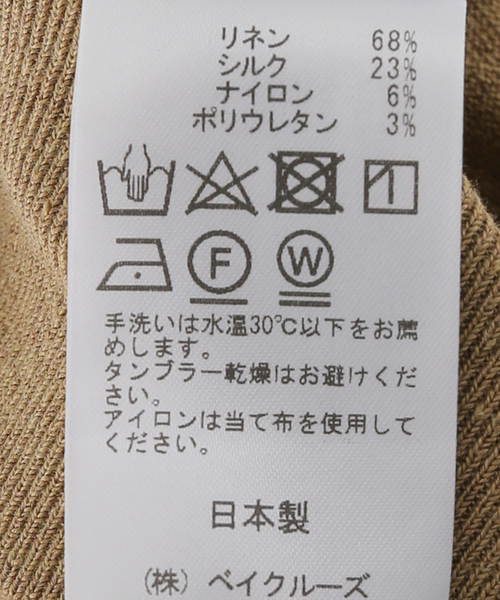 リネン 68%
シルク 23%
ナイロン 6%
ポリウレタン 3%
F W
手洗いは水温30℃以下をお薦
めします。
タンブラー乾燥はお避けくだ
さい。
アイロンは当て布を使用して
ください。
日本製
(株) ベイクルーズ